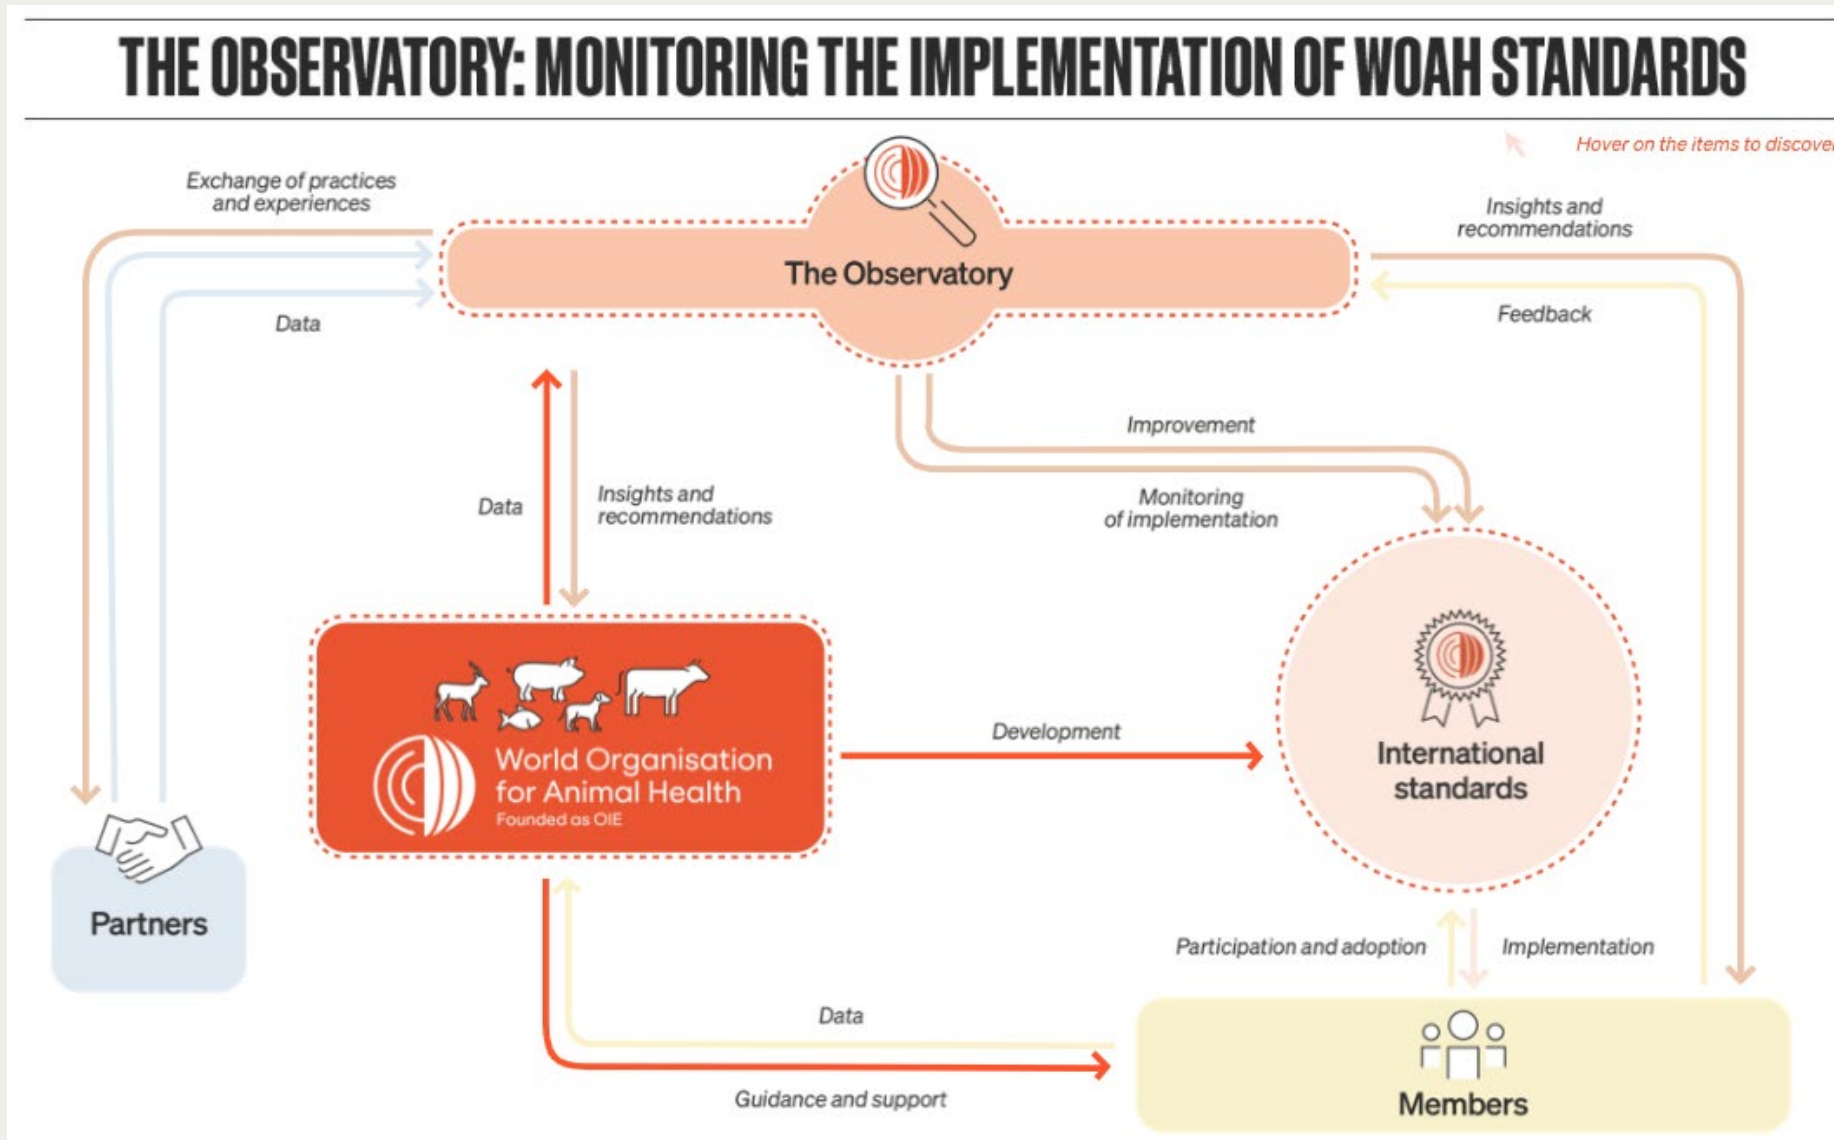 THE OBSERVATORY: MONITORING THE IMPLEMENTATION OF WOAH STANDARDS
Hover on the items to discover
Exchange of practices
and experiences
Insights and
recommendations
The Observatory
Data
Feedback
Improvement
Data
Insights and
recommendations
Monitoring
of implementation
Development
World Organisation
for Animal Health
Founded as OIE
International
standards
Partners
Participation and adoption
Implementation
Data
Guidance and support
Members